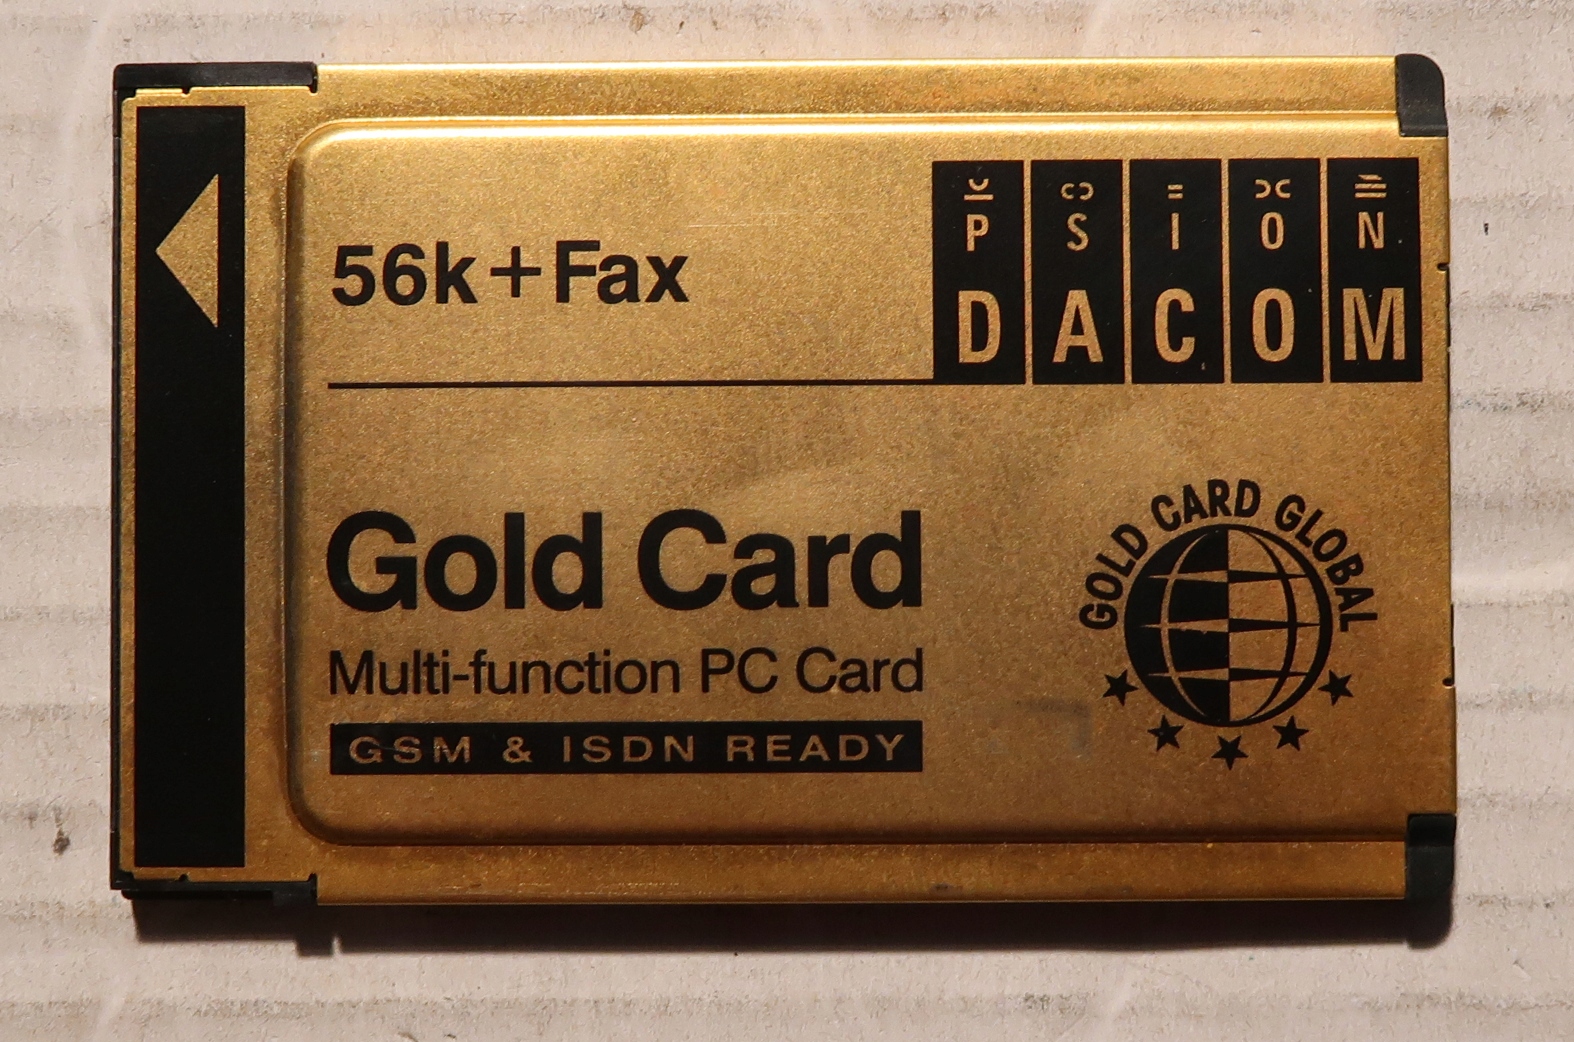 56k+Fax
PSION
DACOM
Gold Card
Multi-function PC Card
GSM & ISDN READY
GOLD CARD GLOBAL